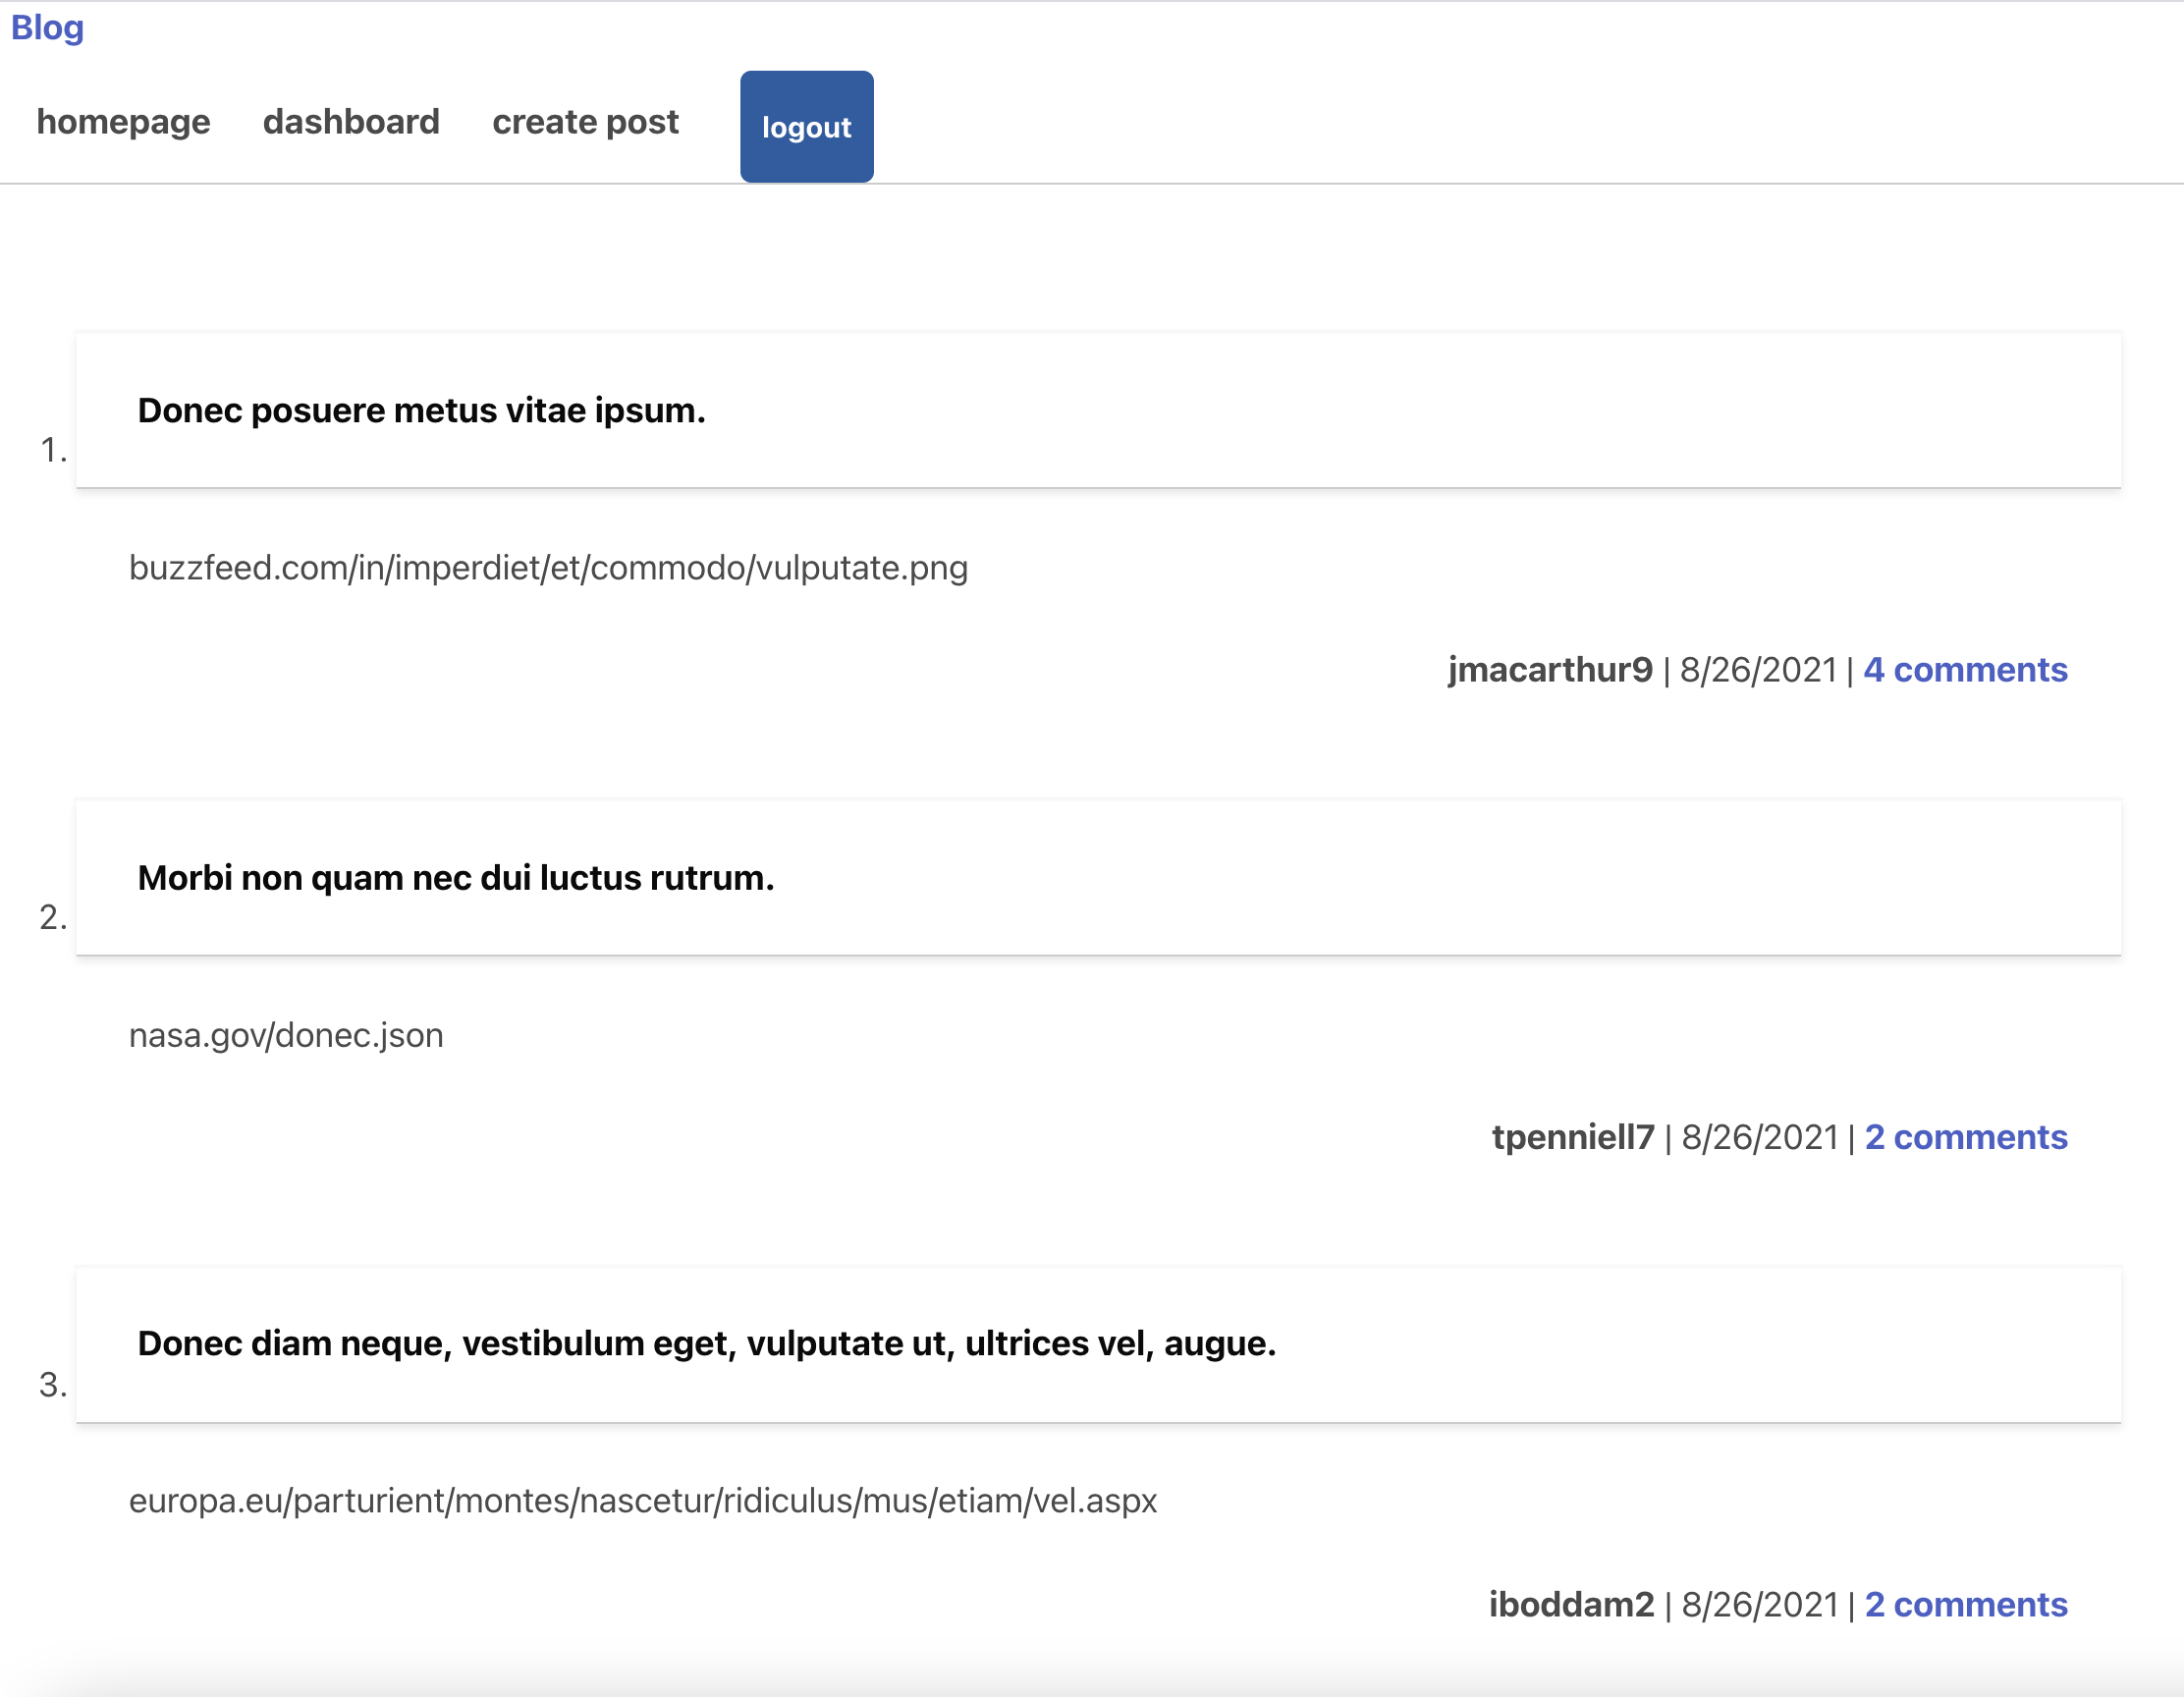 Blog
homepage dashboard create post logout
Donec posuere metus vitae ipsum.
1.
buzzfeed.com/in/imperdiet/et/commodo/vulputate.png
jmacarthur9 | 8/26/2021 | 4 comments
Morbi non quam nec dui luctus rutrum.
2.
nasa.gov/donec.json
tpenniell7 | 8/26/2021 | 2 comments
Donec diam neque, vestibulum eget, vulputate ut, ultrices vel, augue.
3.
europa.eu/parturient/montes/nascetur/ridiculus/mus/etiam/vel.aspx
iboddam2 | 8/26/2021 | 2 comments